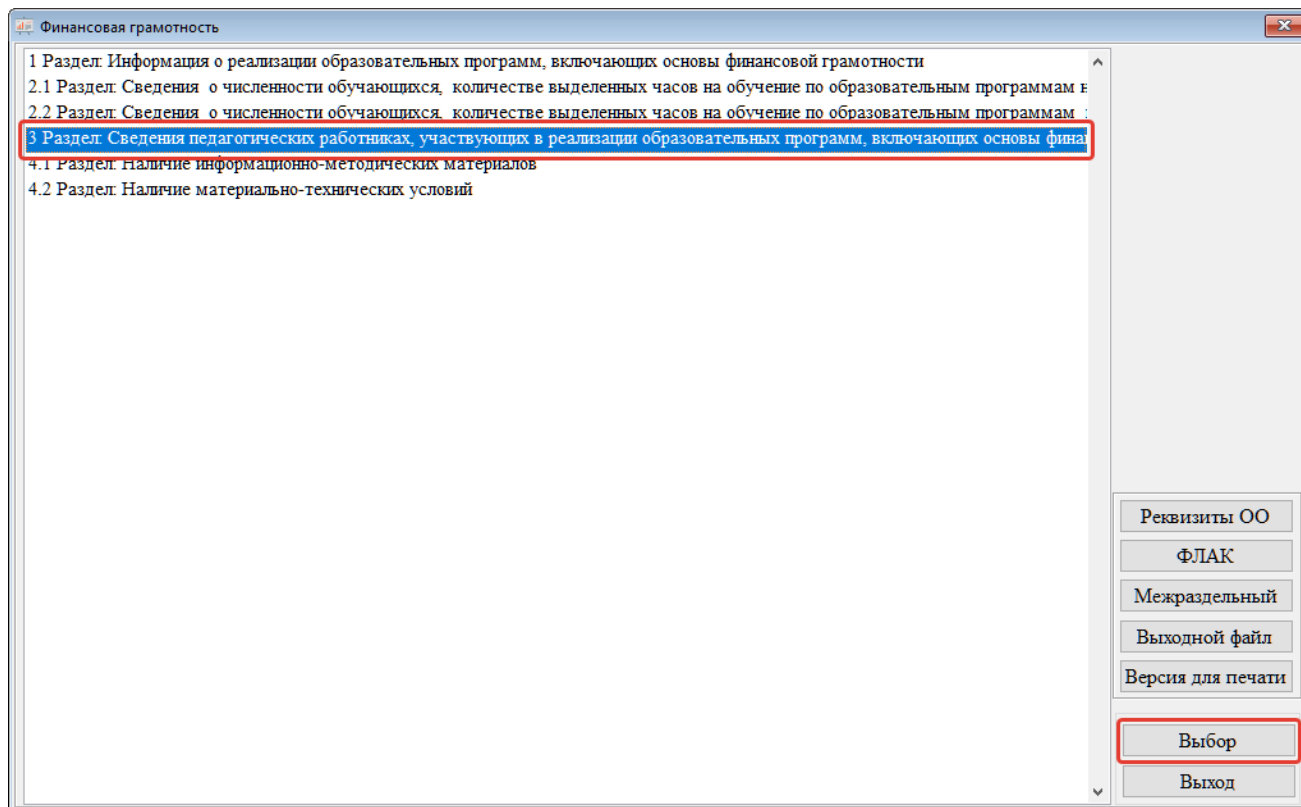 Финансовая грамотность
1 Раздел: Информация о реализации образовательных программ, включающих основы финансовой грамотности
2.1 Раздел: Сведения о численности обучающихся, количестве выделенных часов на обучение по образовательным программам
2.2 Раздел: Сведения о численности обучающихся, количестве выделенных часов на обучение по образовательным программам
3 Раздел: Сведения педагогических работниках, участвующих в реализации образовательных программ, включающих основы
4.1 Раздел: Наличие информационно-методических материалов
4.2 Раздел: Наличие материально-технических условий
Реквизиты ОО
ФЛАК
Межраздельный
Выходной файл
Версия для печати
Выбор
Выход